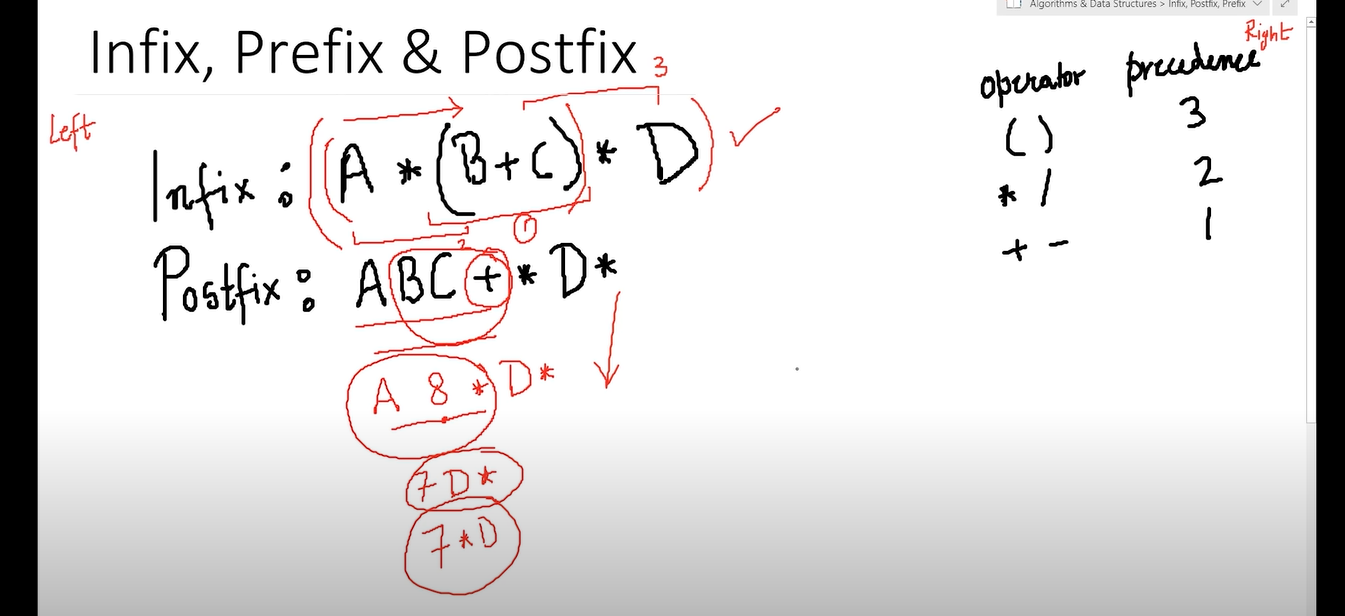 Algorithms & Data Structures > Infix, Postfix, Prefix
Infix, Prefix & Postfix
Right
operator precedence
( ) 3
* / 2
+ - 1
Left
3
Infix : ((A * (B+C) * D)
1
2
Postfix : ABC+*D*
A 8 * D*
7D*
7*D